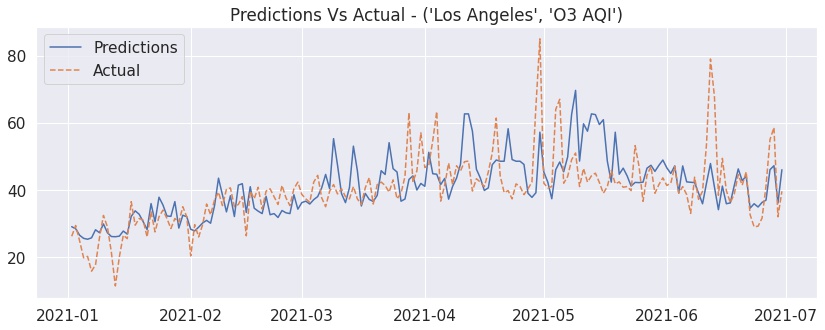 Predictions Vs Actual - ('Los Angeles', 'O3 AQI')
Predictions
Actual
80
60
40
20
2021-01 2021-02 2021-03 2021-04 2021-05 2021-06 2021-07